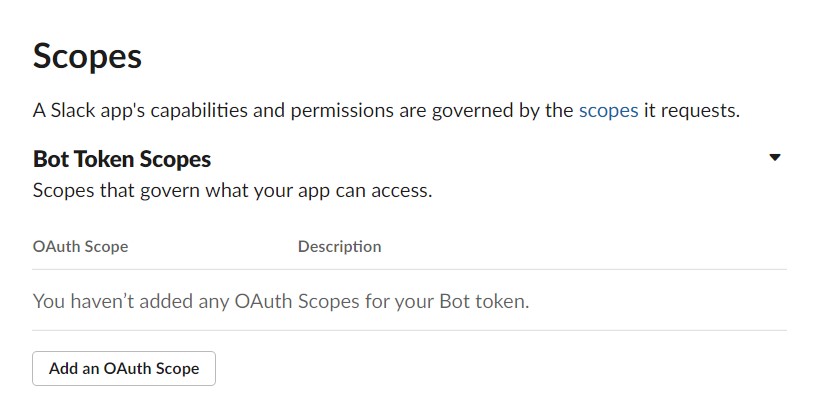 Scopes
A Slack app's capabilities and permissions are governed by the scopes it requests.
Bot Token Scopes
Scopes that govern what your app can access.
OAuth Scope Description
You haven’t added any OAuth Scopes for your Bot token.
Add an OAuth Scope